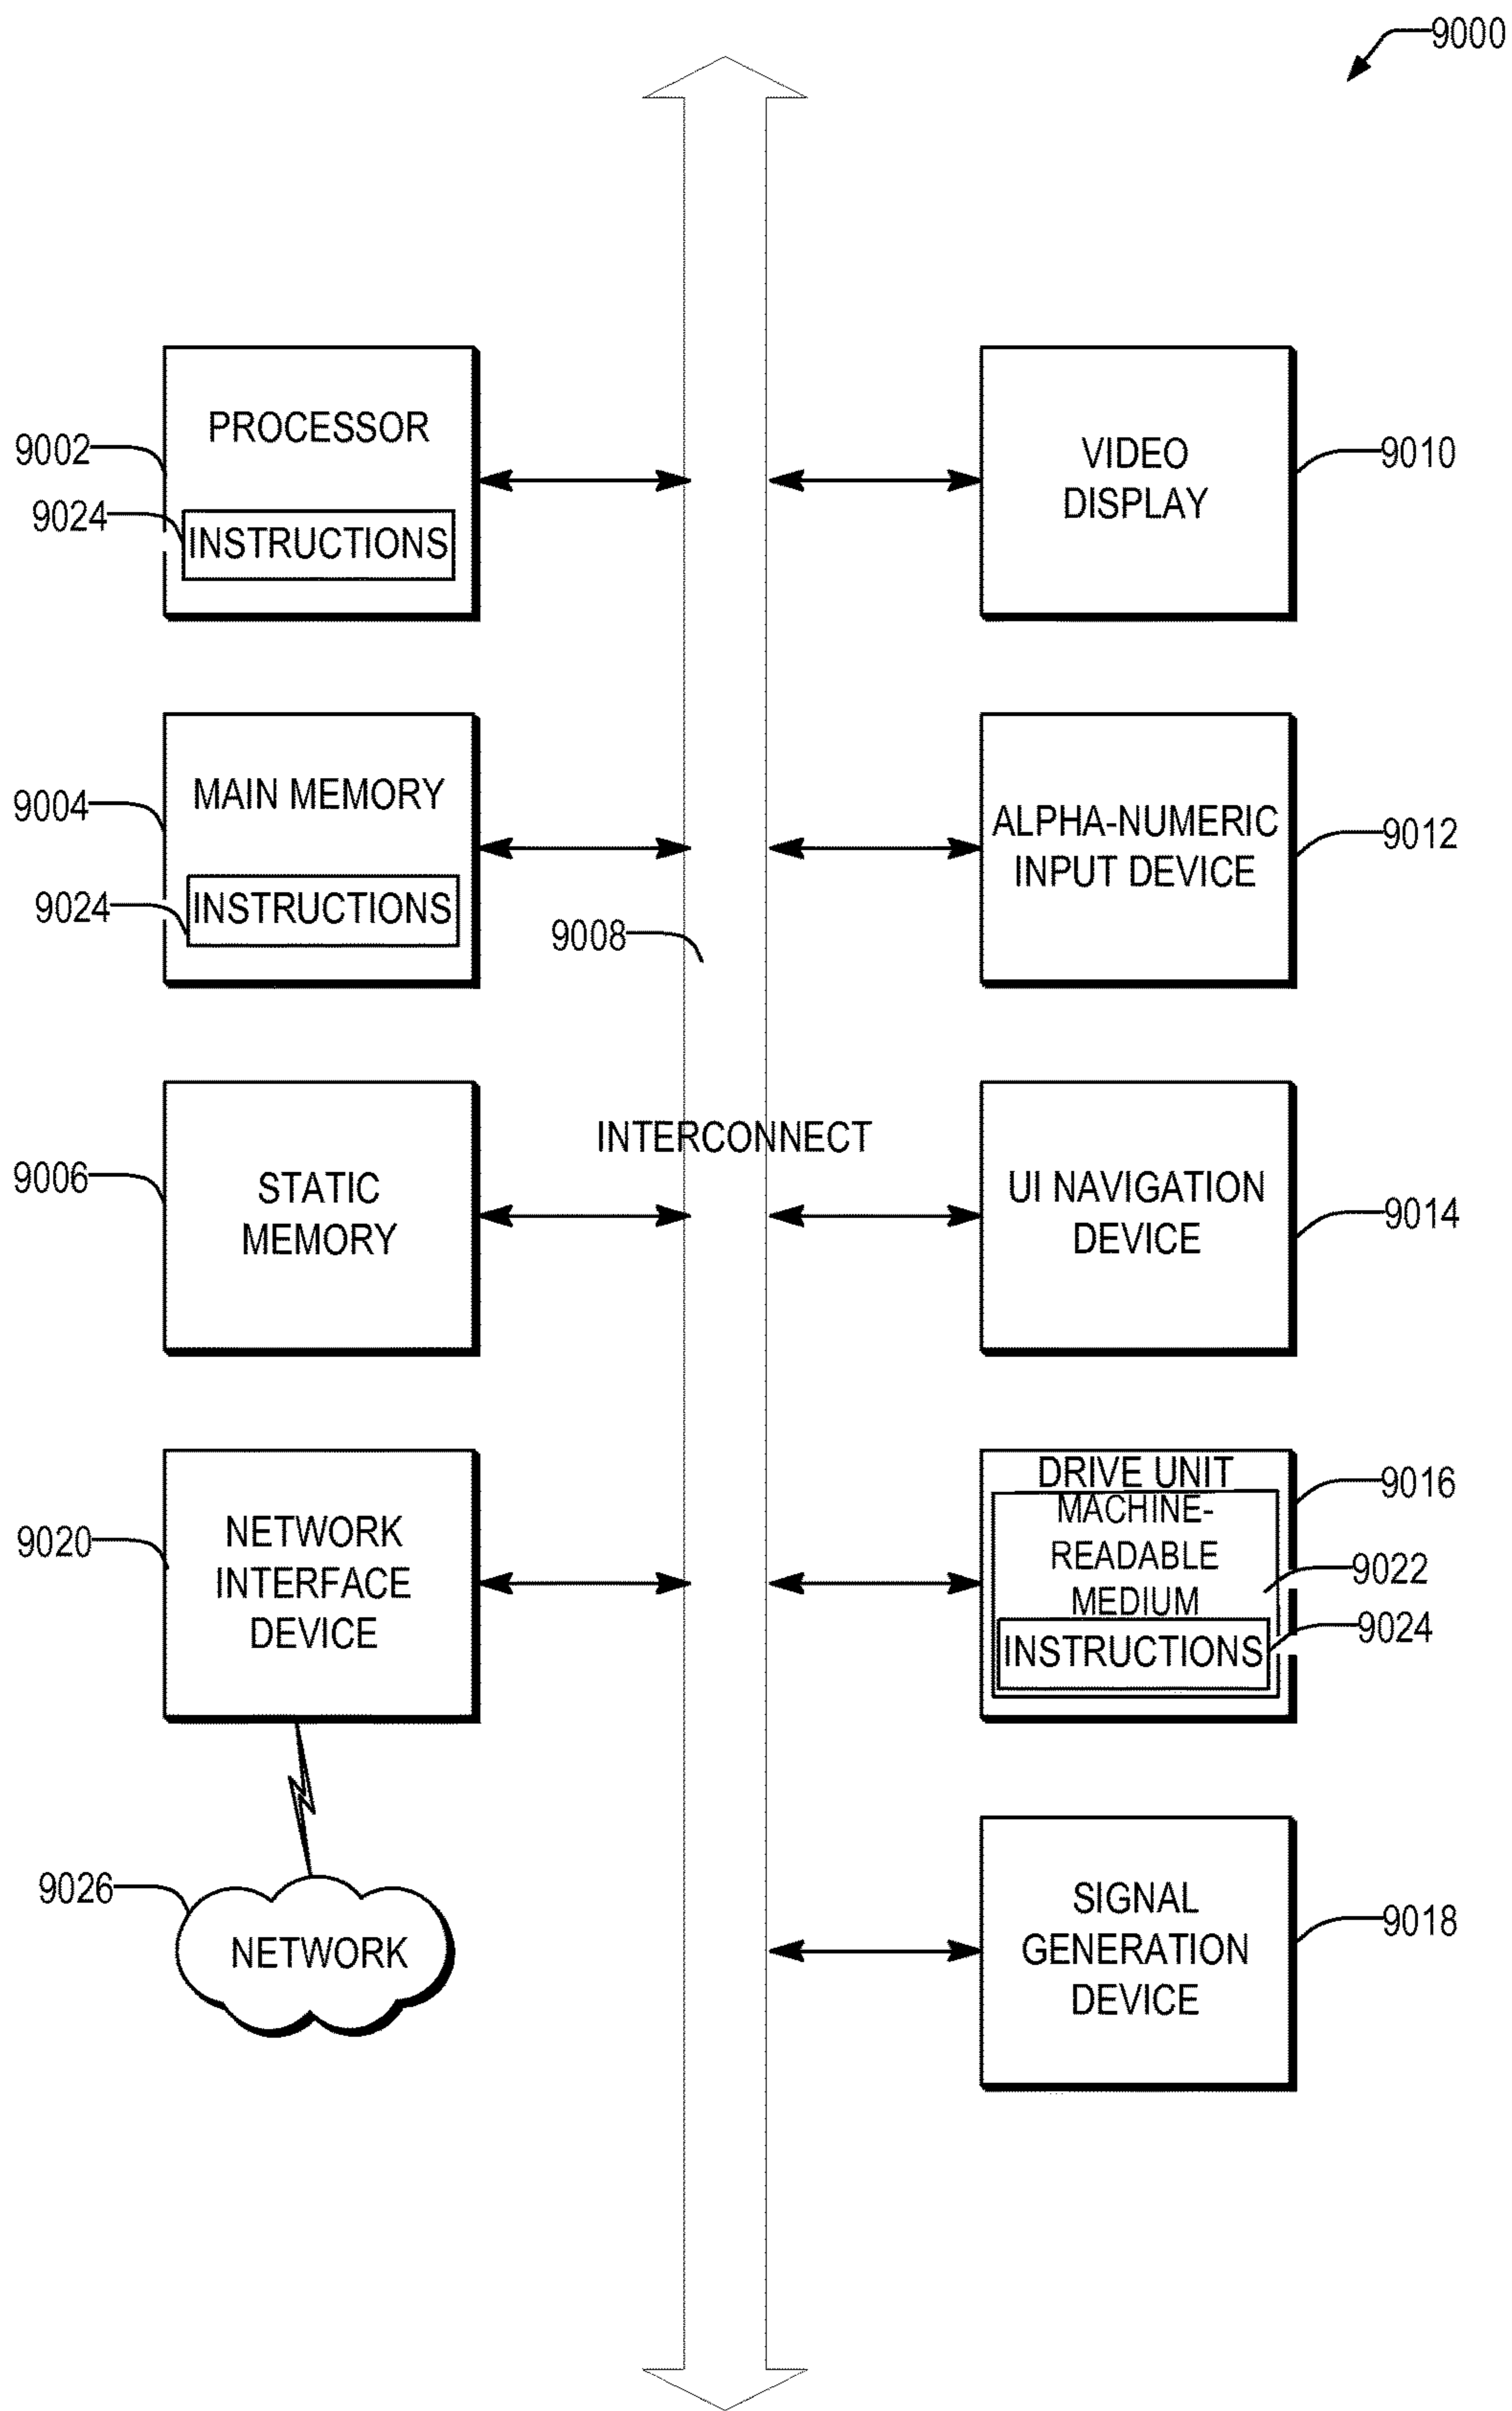 9000
PROCESSOR
9002
9024
INSTRUCTIONS
VIDEO
DISPLAY
9010
MAIN MEMORY
9004
9024
INSTRUCTIONS
9008
ALPHA-NUMERIC
INPUT DEVICE
9012
INTERCONNECT
9006
STATIC
MEMORY
UI NAVIGATION
DEVICE
9014
9020
NETWORK
INTERFACE
DEVICE
DRIVE UNIT
9016
MACHINE-
READABLE
MEDIUM
9022
INSTRUCTIONS
9024
9026
NETWORK
SIGNAL
GENERATION
DEVICE
9018